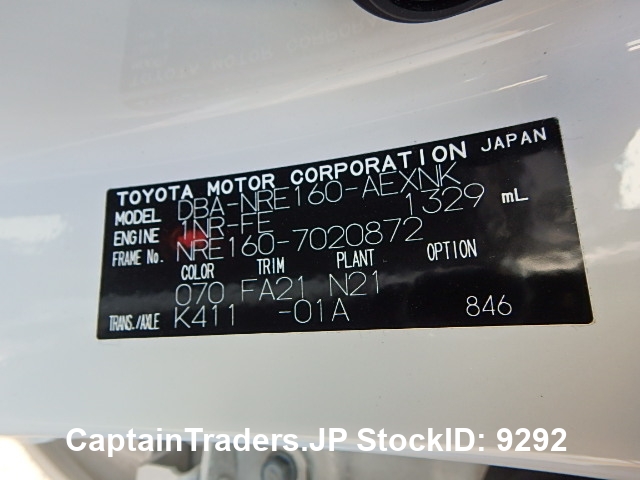 TOYOTA MOTOR CORPORATION JAPAN
MODEL DBA-NRE160-AEXNK
ENGINE 1NR-FE 1329 mL
FRAME No. NRE160-7020872
COLOR TRIM PLANT OPTION
070 FA21 N21
TRANS./AXLE K411 -01A 846
CaptainTraders.JP StockID: 9292